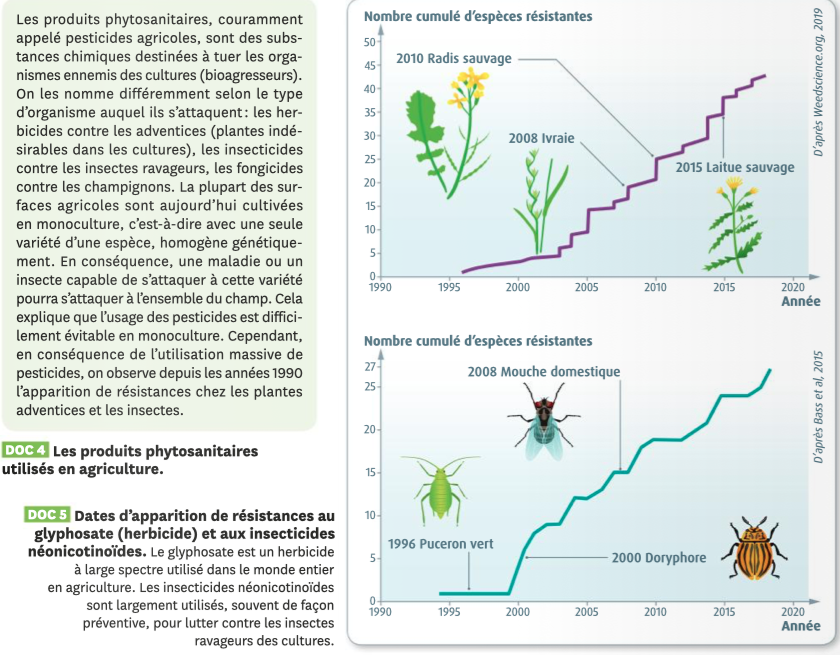 Les produits phytosanitaires, couramment
appelé pesticides agricoles, sont des subs-
tances chimiques destinées à tuer les orga-
nismes ennemis des cultures (bioagresseurs).
On les nomme différemment selon le type
d'organisme auquel ils s'attaquent : les her-
bicides contre les adventices (plantes indé-
sirables dans les cultures), les insecticides
contre les insectes ravageurs, les fongicides
contre les champignons. La plupart des sur-
faces agricoles sont aujourd'hui cultivées
en monoculture, c'est-à-dire avec une seule
variété d'une espèce, homogène génétique-
ment. En conséquence, une maladie ou un
insecte capable de s'attaquer à cette variété
pourra s'attaquer à l'ensemble du champ. Cela
explique que l'usage des pesticides est diffici-
lement évitable en monoculture. Cependant,
en conséquence de l'utilisation massive de
pesticides, on observe depuis les années 1990
l'apparition de résistances chez les plantes
adventices et les insectes.
DOC 4 Les produits phytosanitaires
utilisés en agriculture.
DOC 5 Dates d'apparition de résistances au
glyphosate (herbicide) et aux insecticides
néonicotinoïdes. Le glyphosate est un herbicide
à large spectre utilisé dans le monde entier
en agriculture. Les insecticides néonicotinoïdes
sont largement utilisés, souvent de façon
préventive, pour lutter contre les insectes
ravageurs des cultures.
Nombre cumulé d'espèces résistantes
50
45
40
35
30
25
20
15
10
5
0
2010 Radis sauvage
2008 Ivraie
2015 Laitue sauvage
1990 1995 2000 2005 2010 2015 2020
Année
D'après Weedscience.org, 2019
Nombre cumulé d'espèces résistantes
27
25
20
15
10
5
0
2008 Mouche domestique
1996 Puceron vert
2000 Doryphore
1990 1995 2000 2005 2010 2015 2020
Année
D'après Bass et al, 2015